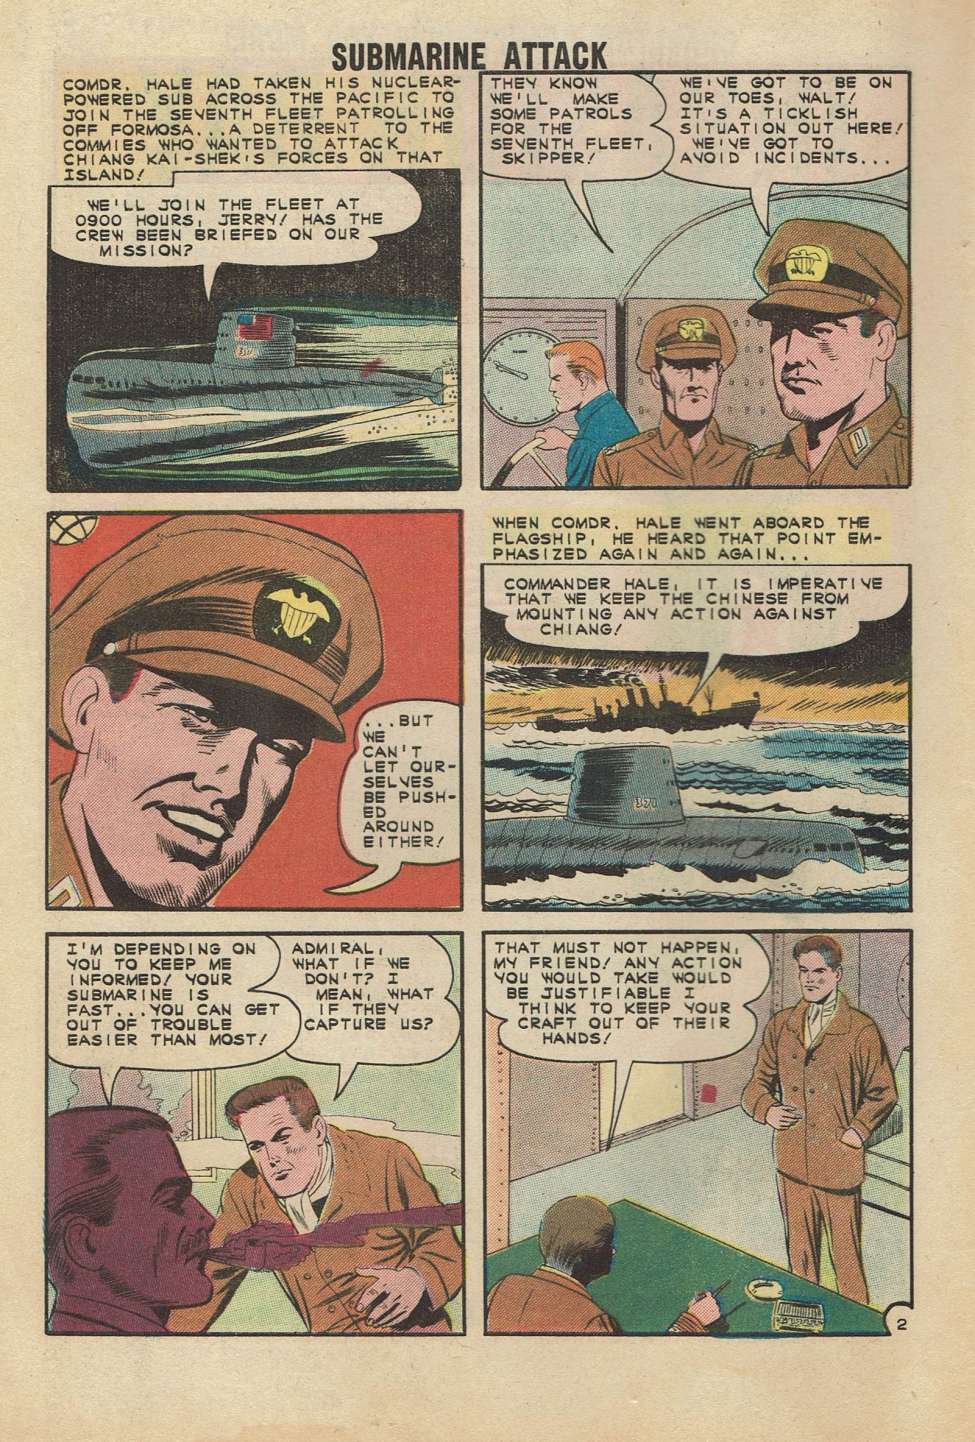 SUBMARINE ATTACK
COMDR. HALE HAD TAKEN HIS NUCLEAR-
POWERED SUB ACROSS THE PACIFIC TO
JOIN THE SEVENTH FLEET PATROLLING
OFF FORMOSA...A DETERRENT TO THE
COMMIES WHO WANTED TO ATTACK
CHIANG KAI-SHEK'S FORCES ON THAT
ISLAND!
WE'LL JOIN THE FLEET AT
0900 HOURS, JERRY! HAS THE
CREW BEEN BRIEFED ON OUR
MISSION?
THEY KNOW
WE'LL MAKE
SOME PATROLS
FOR THE
SEVENTH FLEET,
SKIPPER!
WE'VE GOT TO BE ON
OUR TOES, WALT!
IT'S A TICKLISH
SITUATION OUT HERE!
WE'VE GOT TO
AVOID INCIDENTS...
...BUT
WE
CAN'T
LET OUR-
SELVES
BE PUSH-
ED
AROUND
EITHER!
WHEN COMDR. HALE WENT ABOARD THE
FLAGSHIP, HE HEARD THAT POINT EM-
PHASIZED AGAIN AND AGAIN...
COMMANDER HALE, IT IS IMPERATIVE
THAT WE KEEP THE CHINESE FROM
MOUNTING ANY ACTION AGAINST
CHIANG!
320
I'M DEPENDING ON
YOU TO KEEP ME
INFORMED! YOUR
SUBMARINE IS
FAST...YOU CAN GET
OUT OF TROUBLE
EASIER THAN MOST!
ADMIRAL,
WHAT IF WE
DON'T? I
MEAN, WHAT
IF THEY
CAPTURE US?
THAT MUST NOT HAPPEN,
MY FRIEND! ANY ACTION
YOU WOULD TAKE WOULD
BE JUSTIFIABLE I
THINK TO KEEP YOUR
CRAFT OUT OF THEIR
HANDS!
2